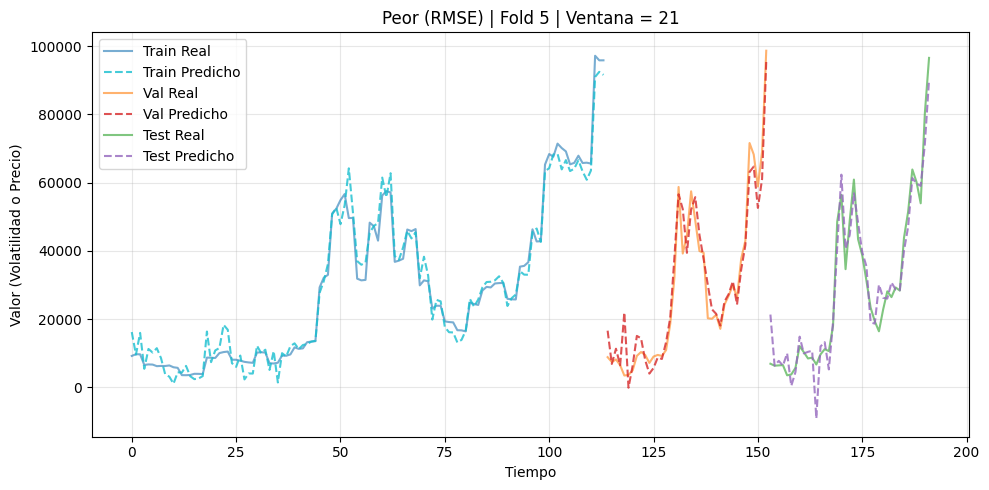 Peor (RMSE) | Fold 5 | Ventana = 21
Train Real
Train Predicho
Val Real
Val Predicho
Test Real
Test Predicho
Valor (Volatilidad o Precio)
100000
80000
60000
40000
20000
0
0
25
50
75
100
125
150
175
200
Tiempo